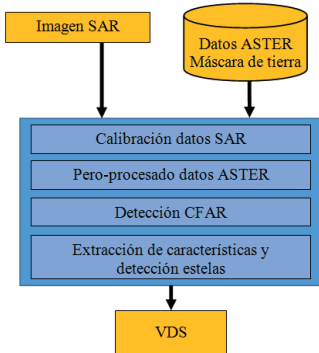 Imagen SAR
Datos ASTER
Máscara de tierra
Calibración datos SAR
Pero-procesado datos ASTER
Detección CFAR
Extracción de características y
detección estelas
VDS